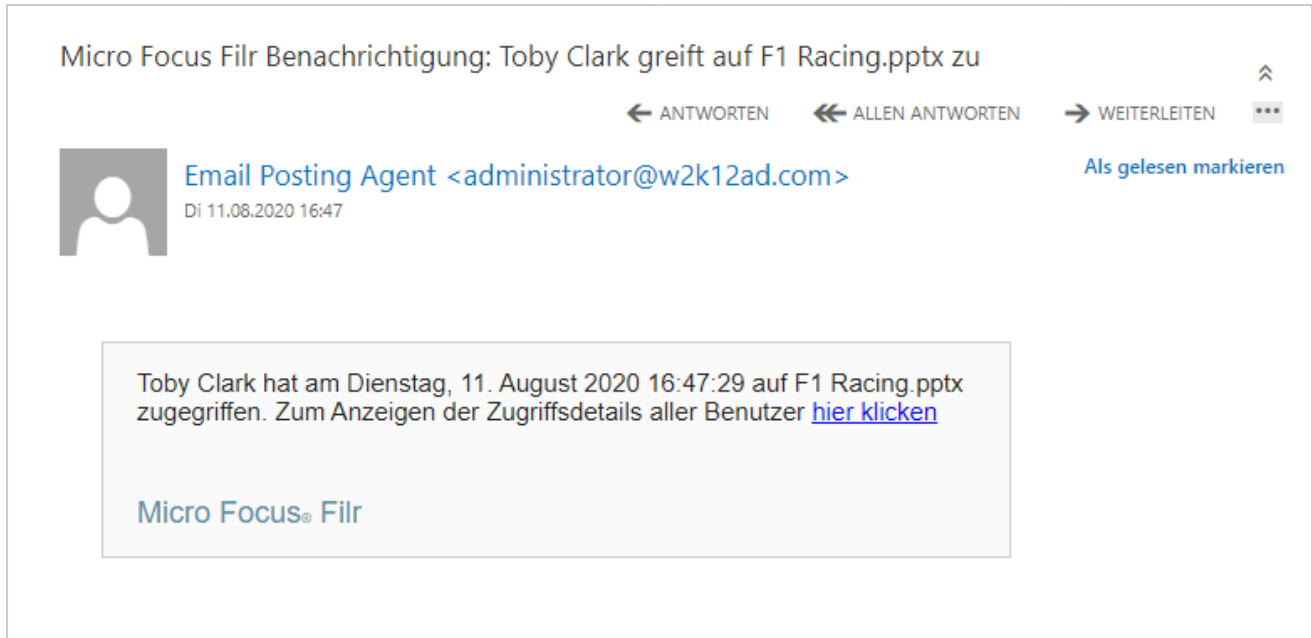 Micro Focus Filr Benachrichtigung: Toby Clark greift auf F1 Racing.pptx zu
ANTWORTEN ALLEN ANTWORTEN WEITERLEITEN
Email Posting Agent <administrator@w2k12ad.com>
Als gelesen markieren
Di 11.08.2020 16:47
Toby Clark hat am Dienstag, 11. August 2020 16:47:29 auf F1 Racing.pptx
zugegriffen. Zum Anzeigen der Zugriffsdetails aller Benutzer hier klicken
Micro Focus® Filr